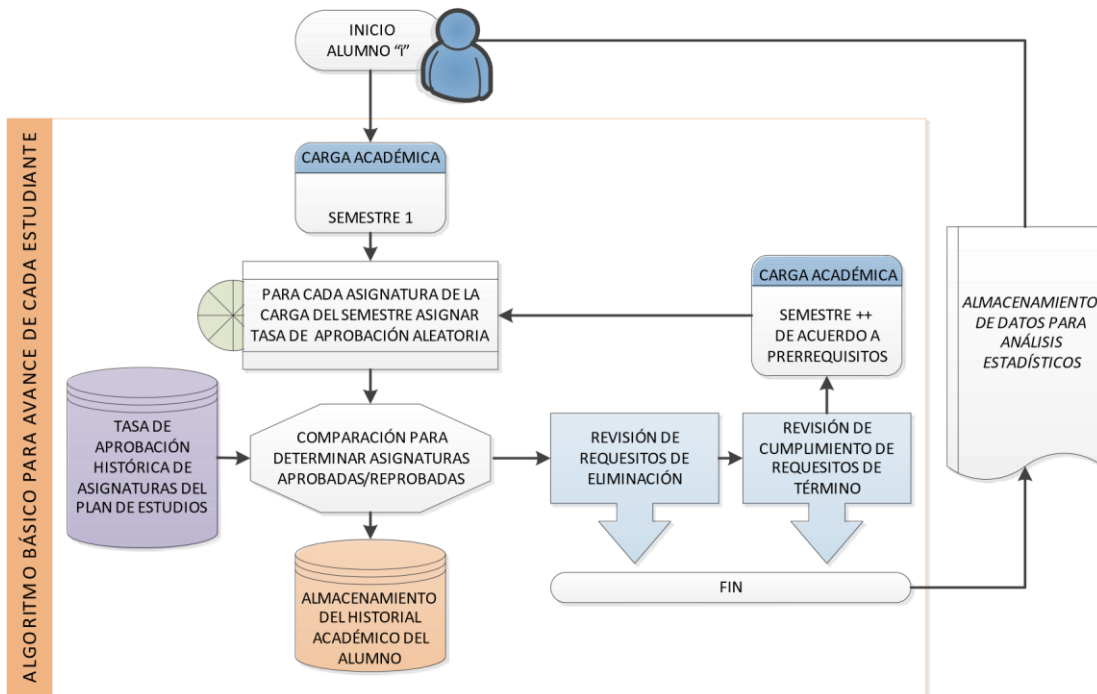 INICIO
ALUMNO “i”
ALGORITMO BÁSICO PARA AVANCE DE CADA ESTUDIANTE
CARGA ACADÉMICA
SEMESTRE 1
PARA CADA ASIGNATURA DE LA
CARGA DEL SEMESTRE ASIGNAR
TASA DE APROBACIÓN ALEATORIA
CARGA ACADÉMICA
SEMESTRE ++
DE ACUERDO A
PRERREQUISITOS
ALMACENAMIENTO
DE DATOS PARA
ANÁLISIS
ESTADÍSTICOS
TASA DE
APROBACIÓN
HISTÓRICA DE
ASIGNATURAS DEL
PLAN DE ESTUDIOS
COMPARACIÓN PARA
DETERMINAR ASIGNATURAS
APROBADAS/REPROBADAS
REVISIÓN DE
REQUESITOS DE
ELIMINACIÓN
REVISIÓN DE
CUMPLIMIENTO DE
REQUESITOS DE
TÉRMINO
FIN
ALMACENAMIENTO
DEL HISTORIAL
ACADÉMICO DEL
ALUMNO